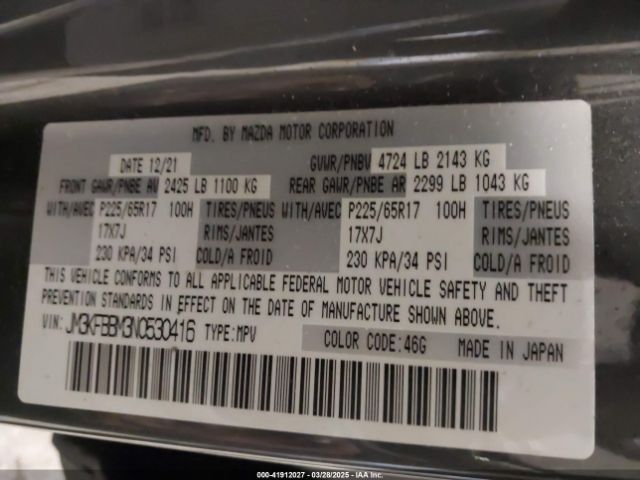 MFD. BY MAZDA MOTOR CORPORATION
DATE 12/21 GVWR/PNBV 4724 LB 2143 KG
FRONT GAWR/PNBE AV 2425 LB 1100 KG REAR GAWR/PNBE AR 2299 LB 1043 KG
WITH/AVEC P225/65R17 100H TIRES/PNEUS WITH/AVEC P225/65R17 100H TIRES/PNEUS
17X7J RIMS/JANTES 17X7J RIMS/JANTES
230 KPA/34 PSI COLD/A FROID 230 KPA/34 PSI COLD/A FROID
THIS VEHICLE CONFORMS TO ALL APPLICABLE FEDERAL MOTOR VEHICLE SAFETY AND THEFT
PREVENTION STANDARDS IN EFFECT ON THE DATE OF MANUFACTURE SHOWN ABOVE.
VIN: JM3KFBBM3N0530416 TYPE:MPV COLOR CODE:46G MADE IN JAPAN
000-41912027 - 03/28/2025 - IAA Inc.